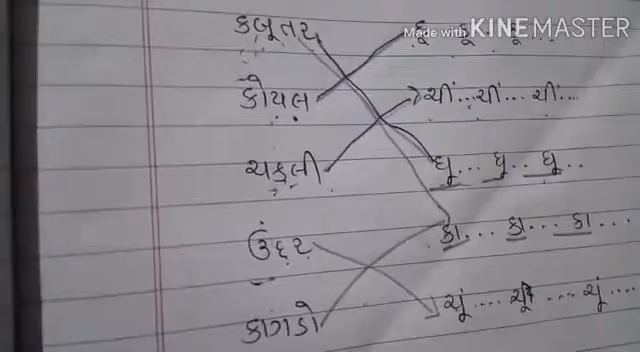 Made with KINEMASTER
કબૂતર
કોયલ → ચીં...ચીં... ચીં...
ચકલી ઘૂ... ઘૂ.. ઘૂ..
ઉંદર કા... કા... કા...
કાગડો ચૂં.... ચૂં .... ચૂં ....